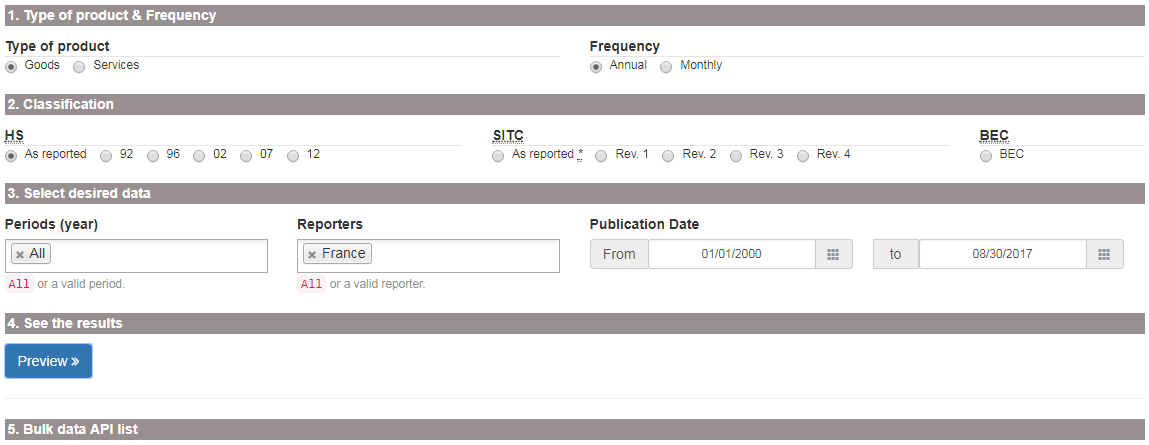 1. Type of product & Frequency
Type of product Frequency
Goods Services Annual Monthly
2. Classification
HS SITC BEC
As reported 92 96 02 07 12 As reported * Rev. 1 Rev. 2 Rev. 3 Rev. 4 BEC
3. Select desired data
Periods (year) Reporters Publication Date
× All × France From 01/01/2000 to 08/30/2017
All or a valid period. All or a valid reporter.
4. See the results
Preview »
5. Bulk data API list